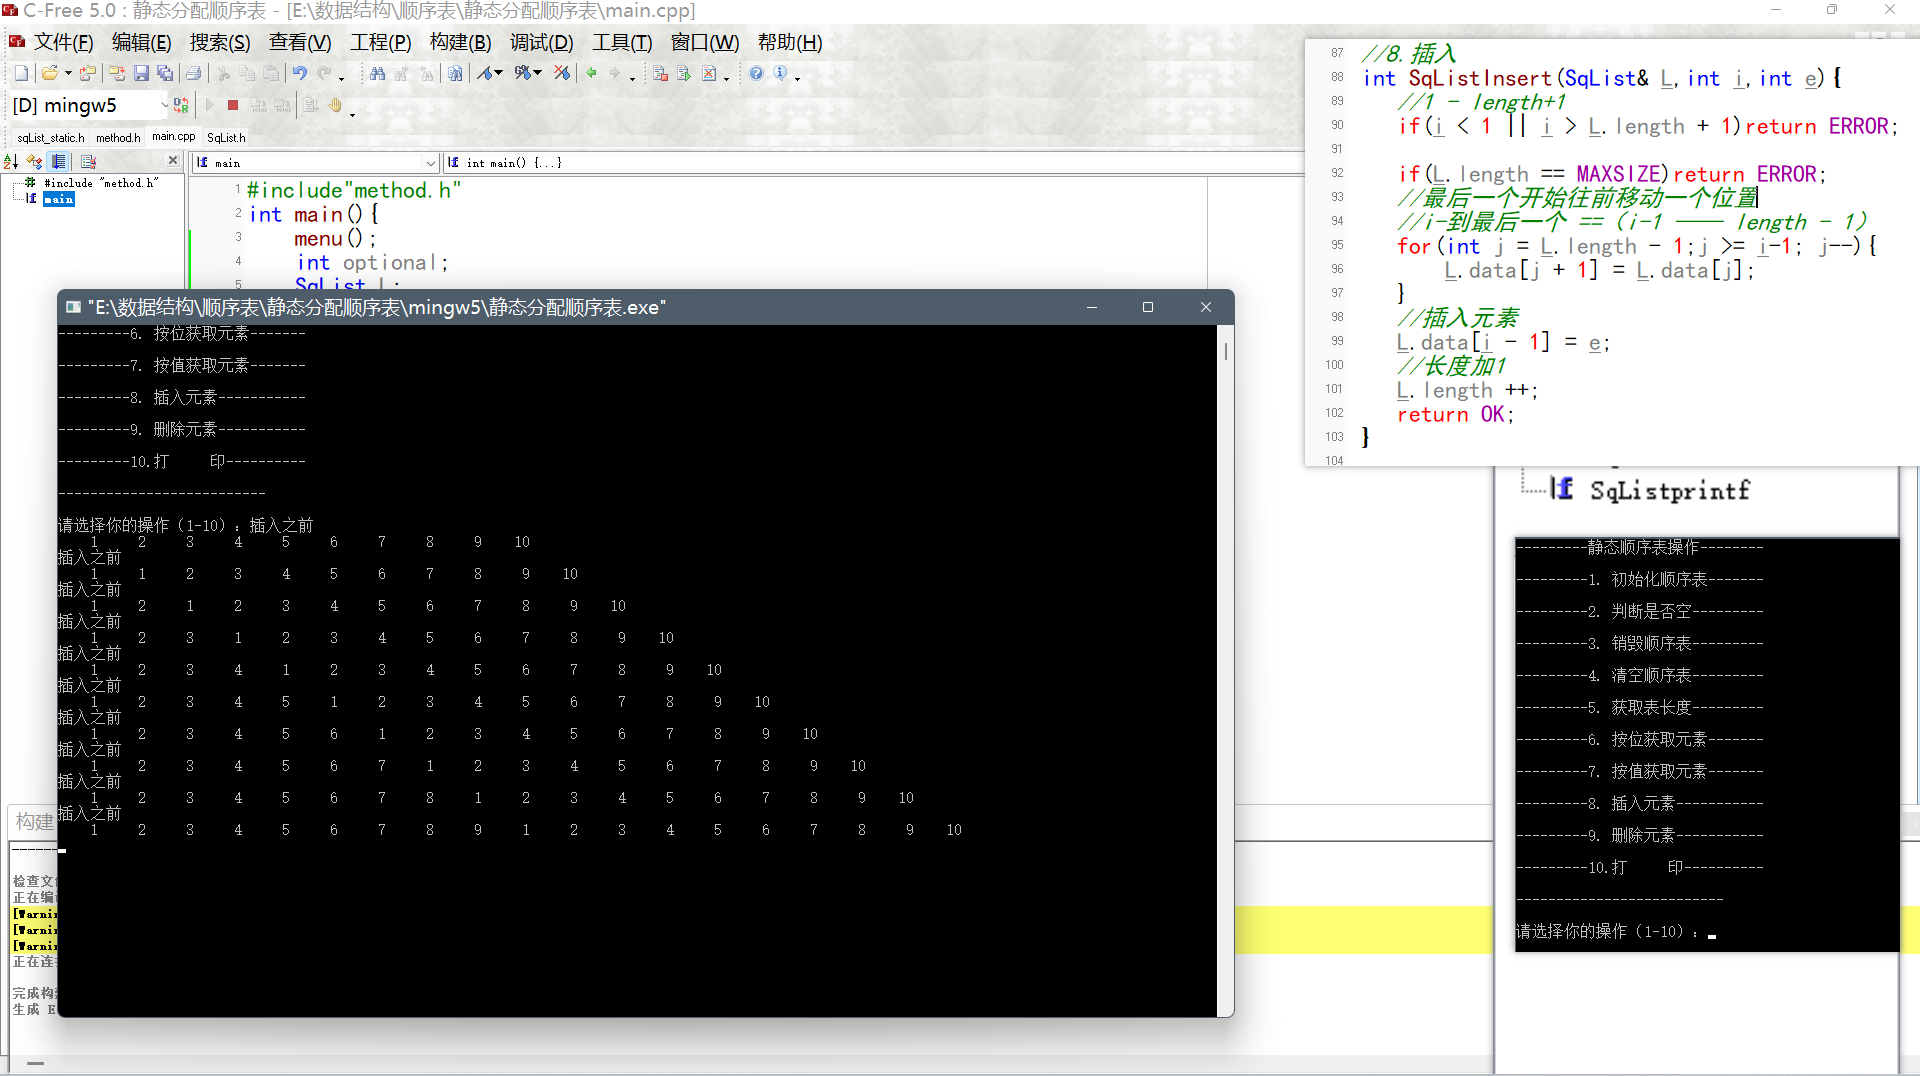 C-Free 5.0 : 静态分配顺序表 - [E:\数据结构\顺序表\静态分配顺序表\main.cpp]
文件(F) 编辑(E) 搜索(S) 查看(V) 工程(P) 构建(B) 调试(D) 工具(T) 窗口(W) 帮助(H)
[D] mingw5
sqList_static.h method.h main.cpp SqList.h
main
int main() {...}
#include "method.h"
main
1 #include"method.h"
2 int main(){
3 menu();
4 int optional;
5 SqList L;
87 //8.插入
88 int SqListInsert(SqList& L,int i,int e){
89 //1 - length+1
90 if(i < 1 || i > L.length + 1)return ERROR;
91
92 if(L.length == MAXSIZE)return ERROR;
93 //最后一个开始往前移动一个位置
94 //i-到最后一个 ==（i-1 —— length - 1）
95 for(int j = L.length - 1;j >= i-1; j--){
96 L.data[j + 1] = L.data[j];
97 }
98 //插入元素
99 L.data[i - 1] = e;
100 //长度加1
101 L.length ++;
102 return OK;
103 }
104
"E:\数据结构\顺序表\静态分配顺序表\mingw5\静态分配顺序表.exe"
---------6. 按位获取元素-------
---------7. 按值获取元素-------
---------8. 插入元素-----------
---------9. 删除元素-----------
---------10.打     印----------
--------------------------
请选择你的操作（1-10）：插入之前
1 2 3 4 5 6 7 8 9 10
插入之前
1 1 2 3 4 5 6 7 8 9 10
插入之前
1 2 1 2 3 4 5 6 7 8 9 10
插入之前
1 2 3 1 2 3 4 5 6 7 8 9 10
插入之前
1 2 3 4 1 2 3 4 5 6 7 8 9 10
插入之前
1 2 3 4 5 1 2 3 4 5 6 7 8 9 10
插入之前
1 2 3 4 5 6 1 2 3 4 5 6 7 8 9 10
插入之前
1 2 3 4 5 6 7 1 2 3 4 5 6 7 8 9 10
插入之前
1 2 3 4 5 6 7 8 1 2 3 4 5 6 7 8 9 10
插入之前
1 2 3 4 5 6 7 8 9 1 2 3 4 5 6 7 8 9 10
SqListprintf
---------静态顺序表操作--------
---------1. 初始化顺序表-------
---------2. 判断是否空---------
---------3. 销毁顺序表---------
---------4. 清空顺序表---------
---------5. 获取表长度---------
---------6. 按位获取元素-------
---------7. 按值获取元素-------
---------8. 插入元素-----------
---------9. 删除元素-----------
---------10.打     印----------
--------------------------
请选择你的操作（1-10）：
构建
检查文
正在编
[Warnin
[Warnin
[Warnin
正在连
完成构
生成 E